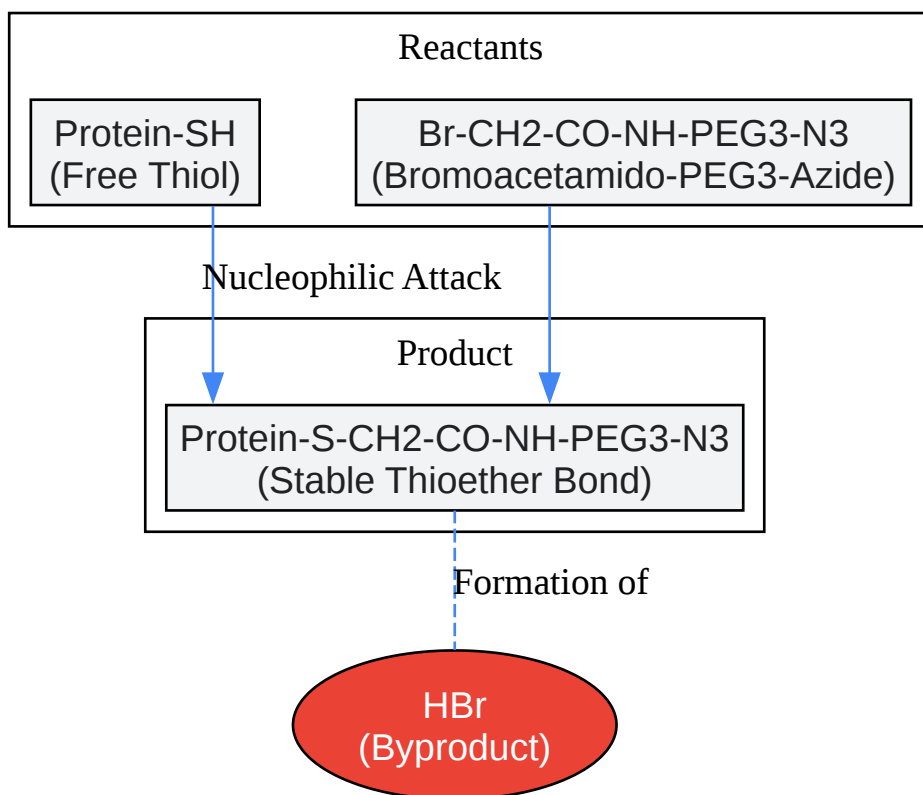 Reactants
Protein-SH
(Free Thiol)
Br-CH2-CO-NH-PEG3-N3
(Bromoacetamido-PEG3-Azide)
Nucleophilic Attack
Product
Protein-S-CH2-CO-NH-PEG3-N3
(Stable Thioether Bond)
Formation of
HBr
(Byproduct)